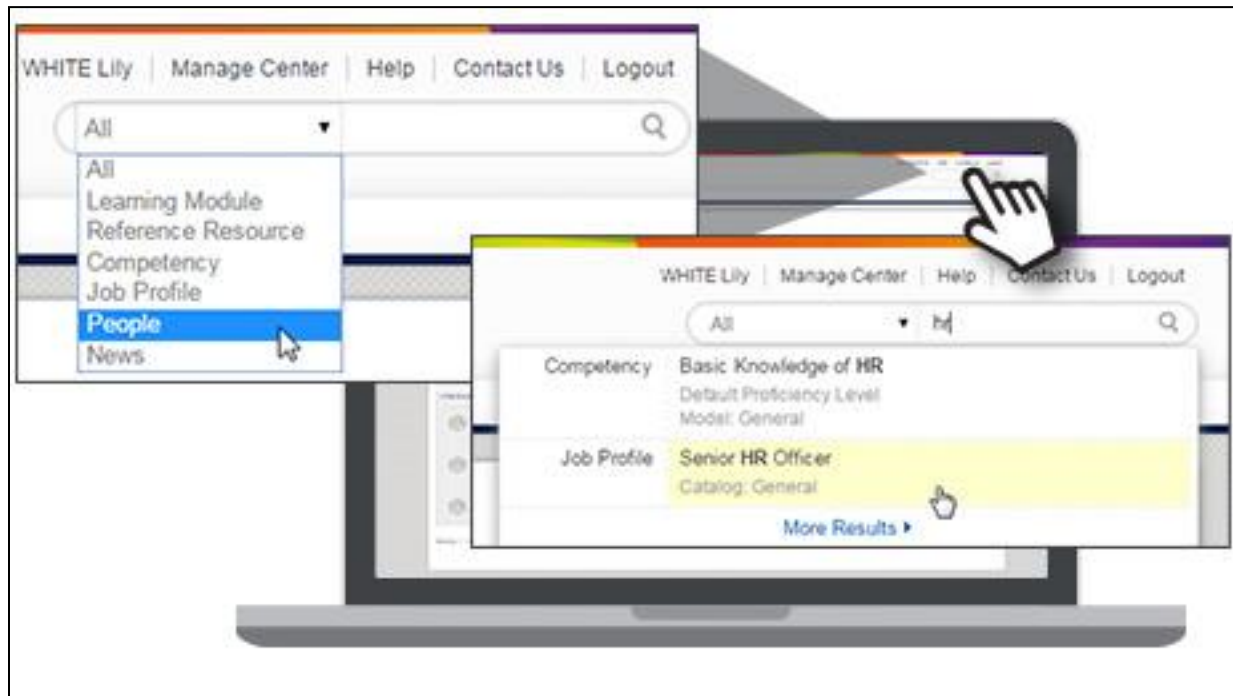 WHITE Lily | Manage Center | Help | Contact Us | Logout
All
All
Learning Module
Reference Resource
Competency
Job Profile
People
News
WHITE Lily | Manage Center | Help | Contact Us | Logout
All hr
Competency Basic Knowledge of HR
Default Proficiency Level
Model: General
Job Profile Senior HR Officer
Catalog: General
More Results